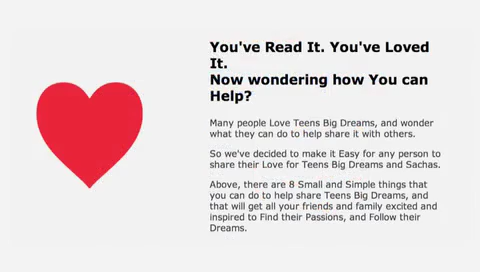 You've Read It. You've Loved
It.
Now wondering how You can
Help?
Many people Love Teens Big Dreams, and wonder
what they can do to help share it with others.
So we've decided to make it Easy for any person to
share their Love for Teens Big Dreams and Sachas.
Above, there are 8 Small and Simple things that
you can do to help share Teens Big Dreams, and
that will get all your friends and family excited and
inspired to Find their Passions, and Follow their
Dreams.